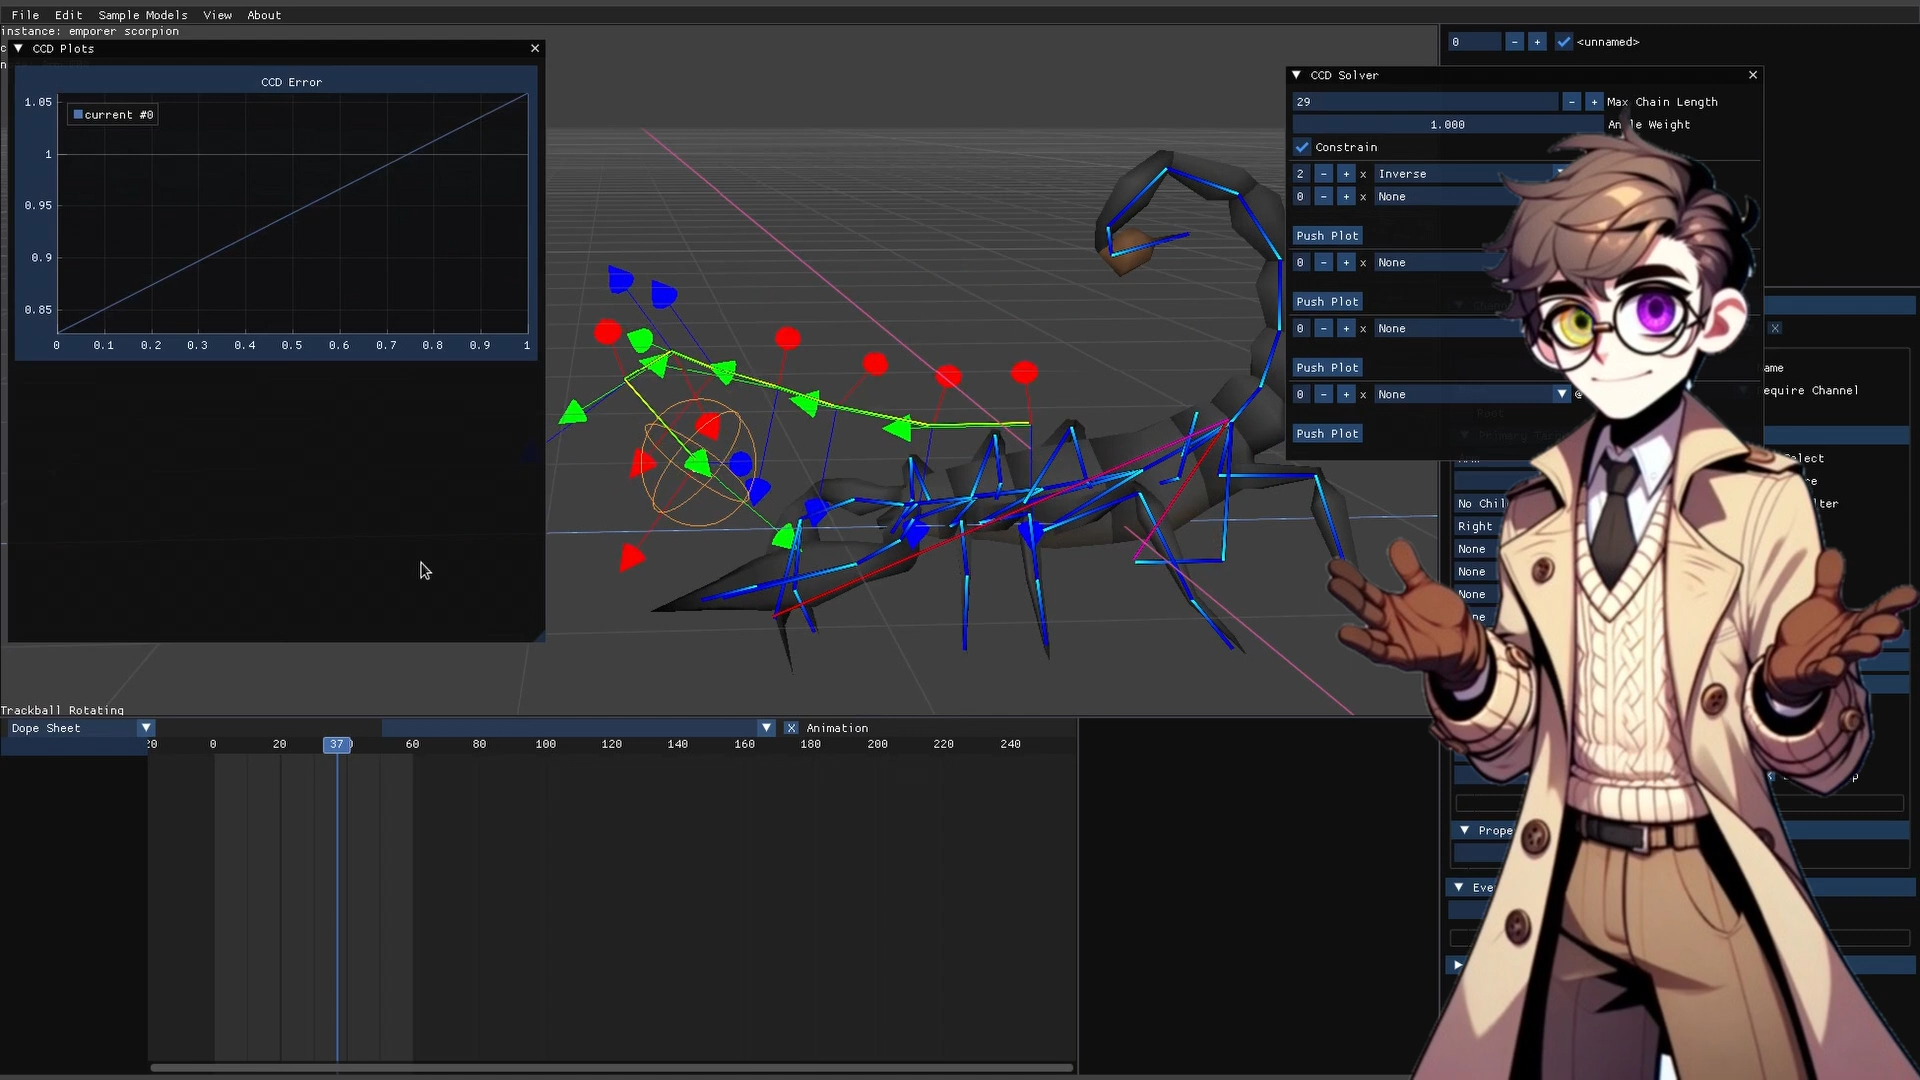 File Edit Sample Models View About
instance: emporer scorpion
CCD Plots
CCD Error
current #0
1.05
1
0.95
0.9
0.85
0 0.1 0.2 0.3 0.4 0.5 0.6 0.7 0.8 0.9 1
0 - + <unnamed>
CCD Solver
29 - + Max Chain Length
1.000
Weight
Constrain
2 - + x Inverse
0 - + x None
Push Plot
0 - + x None
Push Plot
0 - + x None
Push Plot
0 - + x None
Push Plot
X
Select
No
Right
None
None
None
Trackball Rotating
Dope Sheet
X Animation
0 20 37 60 80 100 120 140 160 180 200 220 240